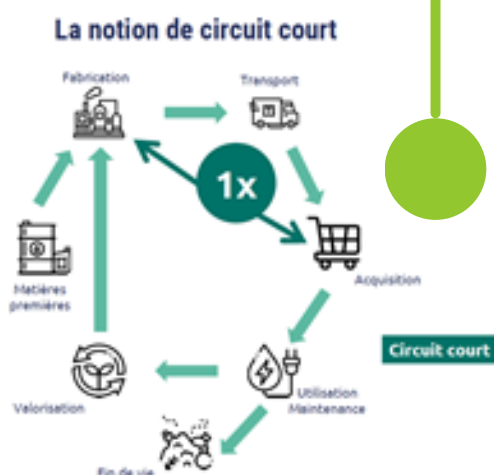 La notion de circuit court
Fabrication
Transport
1x
Matières
premières
Acquisition
Circuit court
Utilisation
Maintenance
Valorisation
Fin de vie